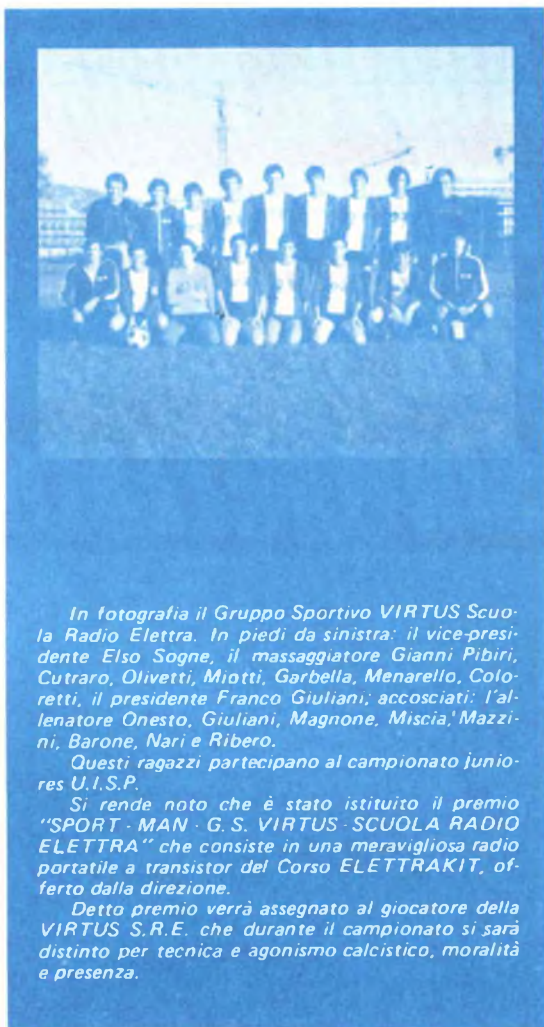 In fotografia il Gruppo Sportivo VIRTUS Scuo-
la Radio Elettra. In piedi da sinistra: il vice-presi-
dente Elso Sogne, il massaggiatore Gianni Pibiri,
Cutraro, Olivetti, Miotti, Garbella, Menarello, Colo-
retti, il presidente Franco Giuliani; accosciati: l'al-
lenatore Onesto, Giuliani, Magnone, Miscia, Mazzi-
ni, Barone, Nari e Ribero.
Questi ragazzi partecipano al campionato junio-
res U.I.S.P.
Si rende noto che è stato istituito il premio
"SPORT - MAN - G. S. VIRTUS - SCUOLA RADIO
ELETTRA" che consiste in una meravigliosa radio
portatile a transistor del Corso ELETTRAKIT, of-
ferto dalla direzione.
Detto premio verrà assegnato al giocatore della
VIRTUS S.R.E. che durante il campionato si sarà
distinto per tecnica e agonismo calcistico, moralità
e presenza.